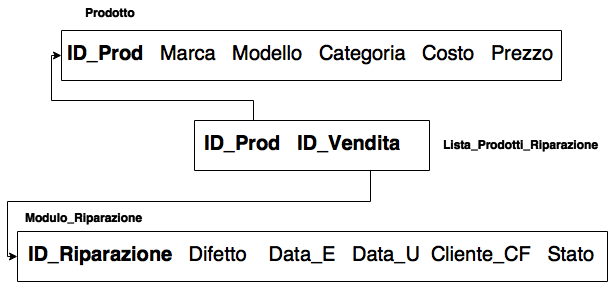 Prodotto
ID_Prod Marca Modello Categoria Costo Prezzo
ID_Prod ID_Vendita
Lista_Prodotti_Riparazione
Modulo_Riparazione
ID_Riparazione Difetto Data_E Data_U Cliente_CF Stato